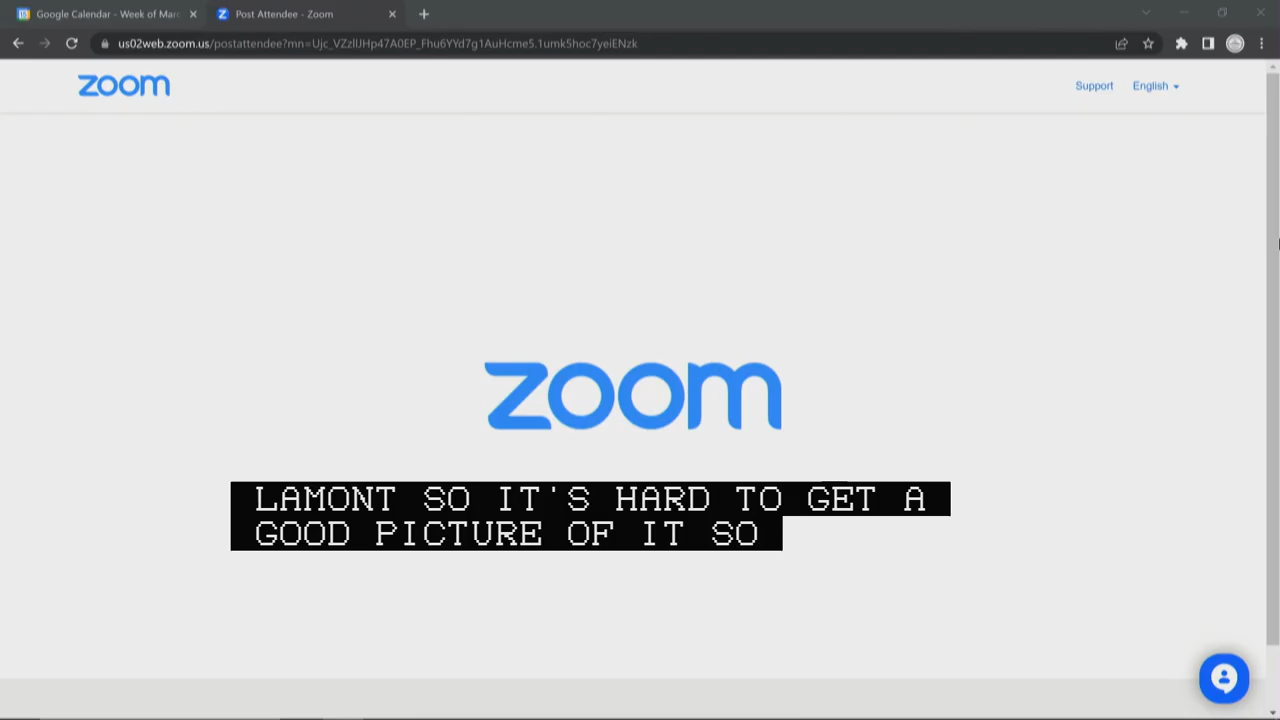 Google Calendar - Week of Marc
Post Attendee - Zoom
us02web.zoom.us/postattendee?mn=Ujc_VZzlJHp47A0EP_Fhu6YYd7g1AuHcme5.1umk5hoc7yeiENzk
zoom
Support
English
zoom
LAMONT SO IT'S HARD TO GET A
GOOD PICTURE OF IT SO